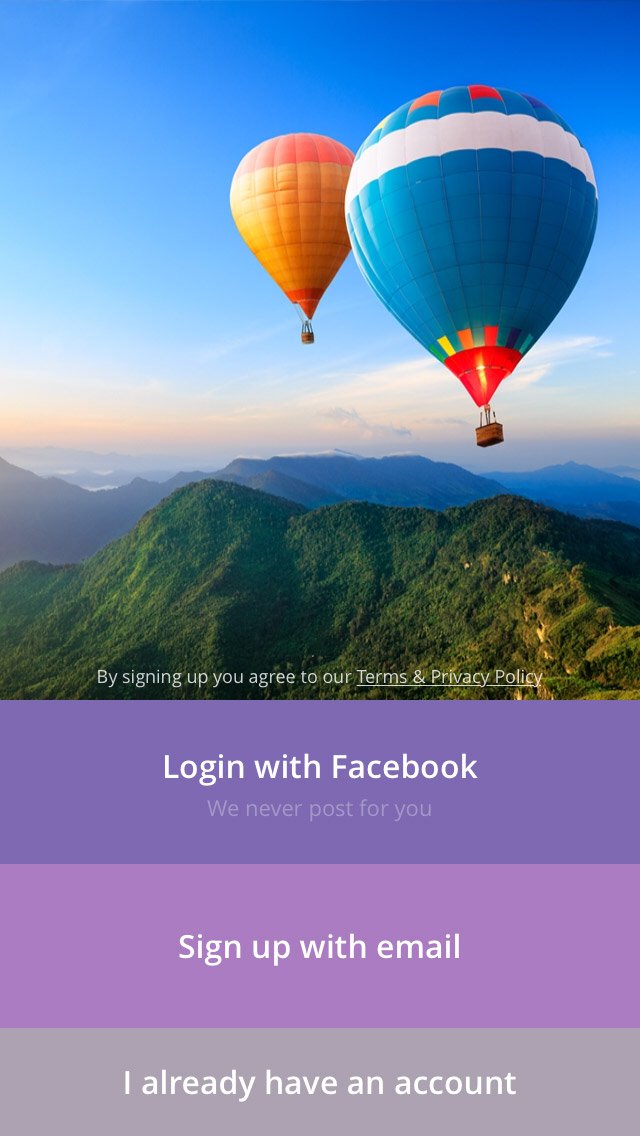 By signing up you agree to our Terms & Privacy Policy
Login with Facebook
We never post for you
Sign up with email
I already have an account